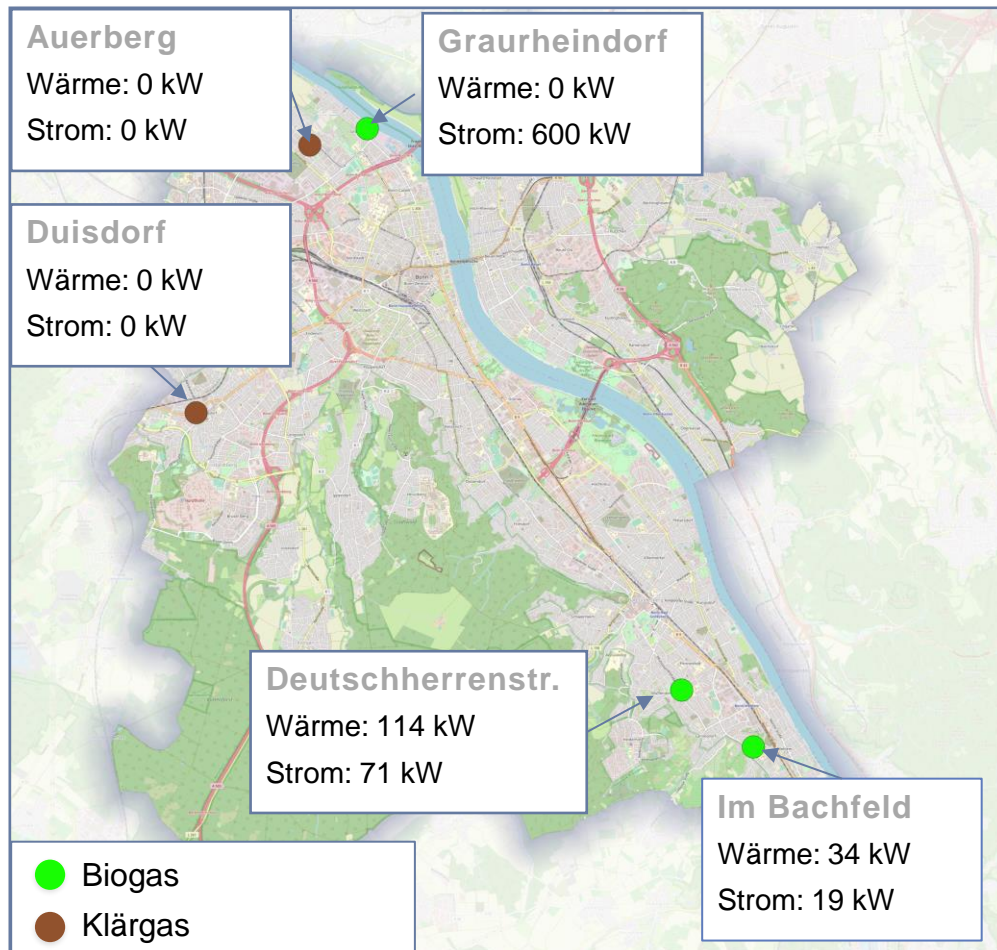 Auerberg
Wärme: 0 kW
Strom: 0 kW
Graurheindorf
Wärme: 0 kW
Strom: 600 kW
Duisdorf
Wärme: 0 kW
Strom: 0 kW
Deutschherrenstr.
Wärme: 114 kW
Strom: 71 kW
Im Bachfeld
Wärme: 34 kW
Strom: 19 kW
Biogas
Klärgas